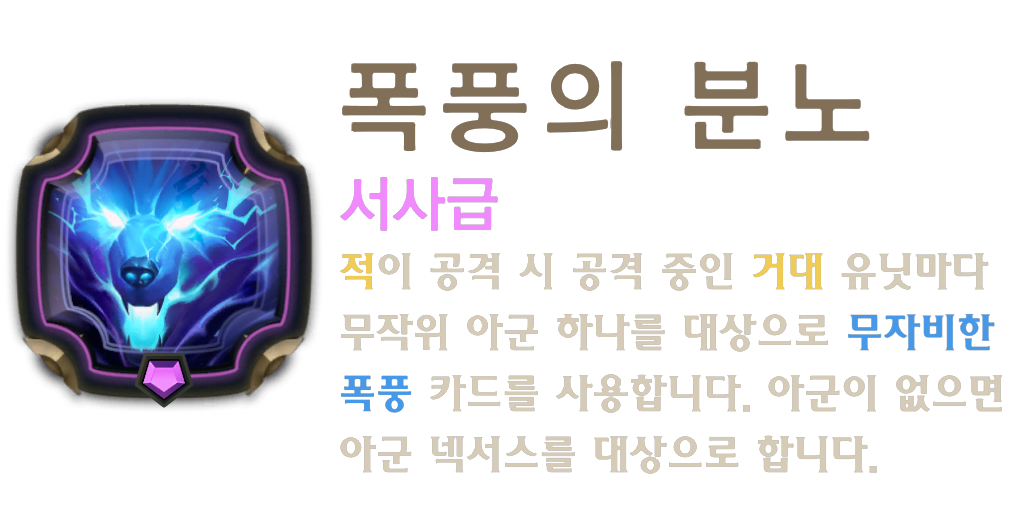 폭풍의 분노
서사급
적이 공격 시 공격 중인 거대 유닛마다
무작위 아군 하나를 대상으로 무자비한
폭풍 카드를 사용합니다. 아군이 없으면
아군 넥서스를 대상으로 합니다.